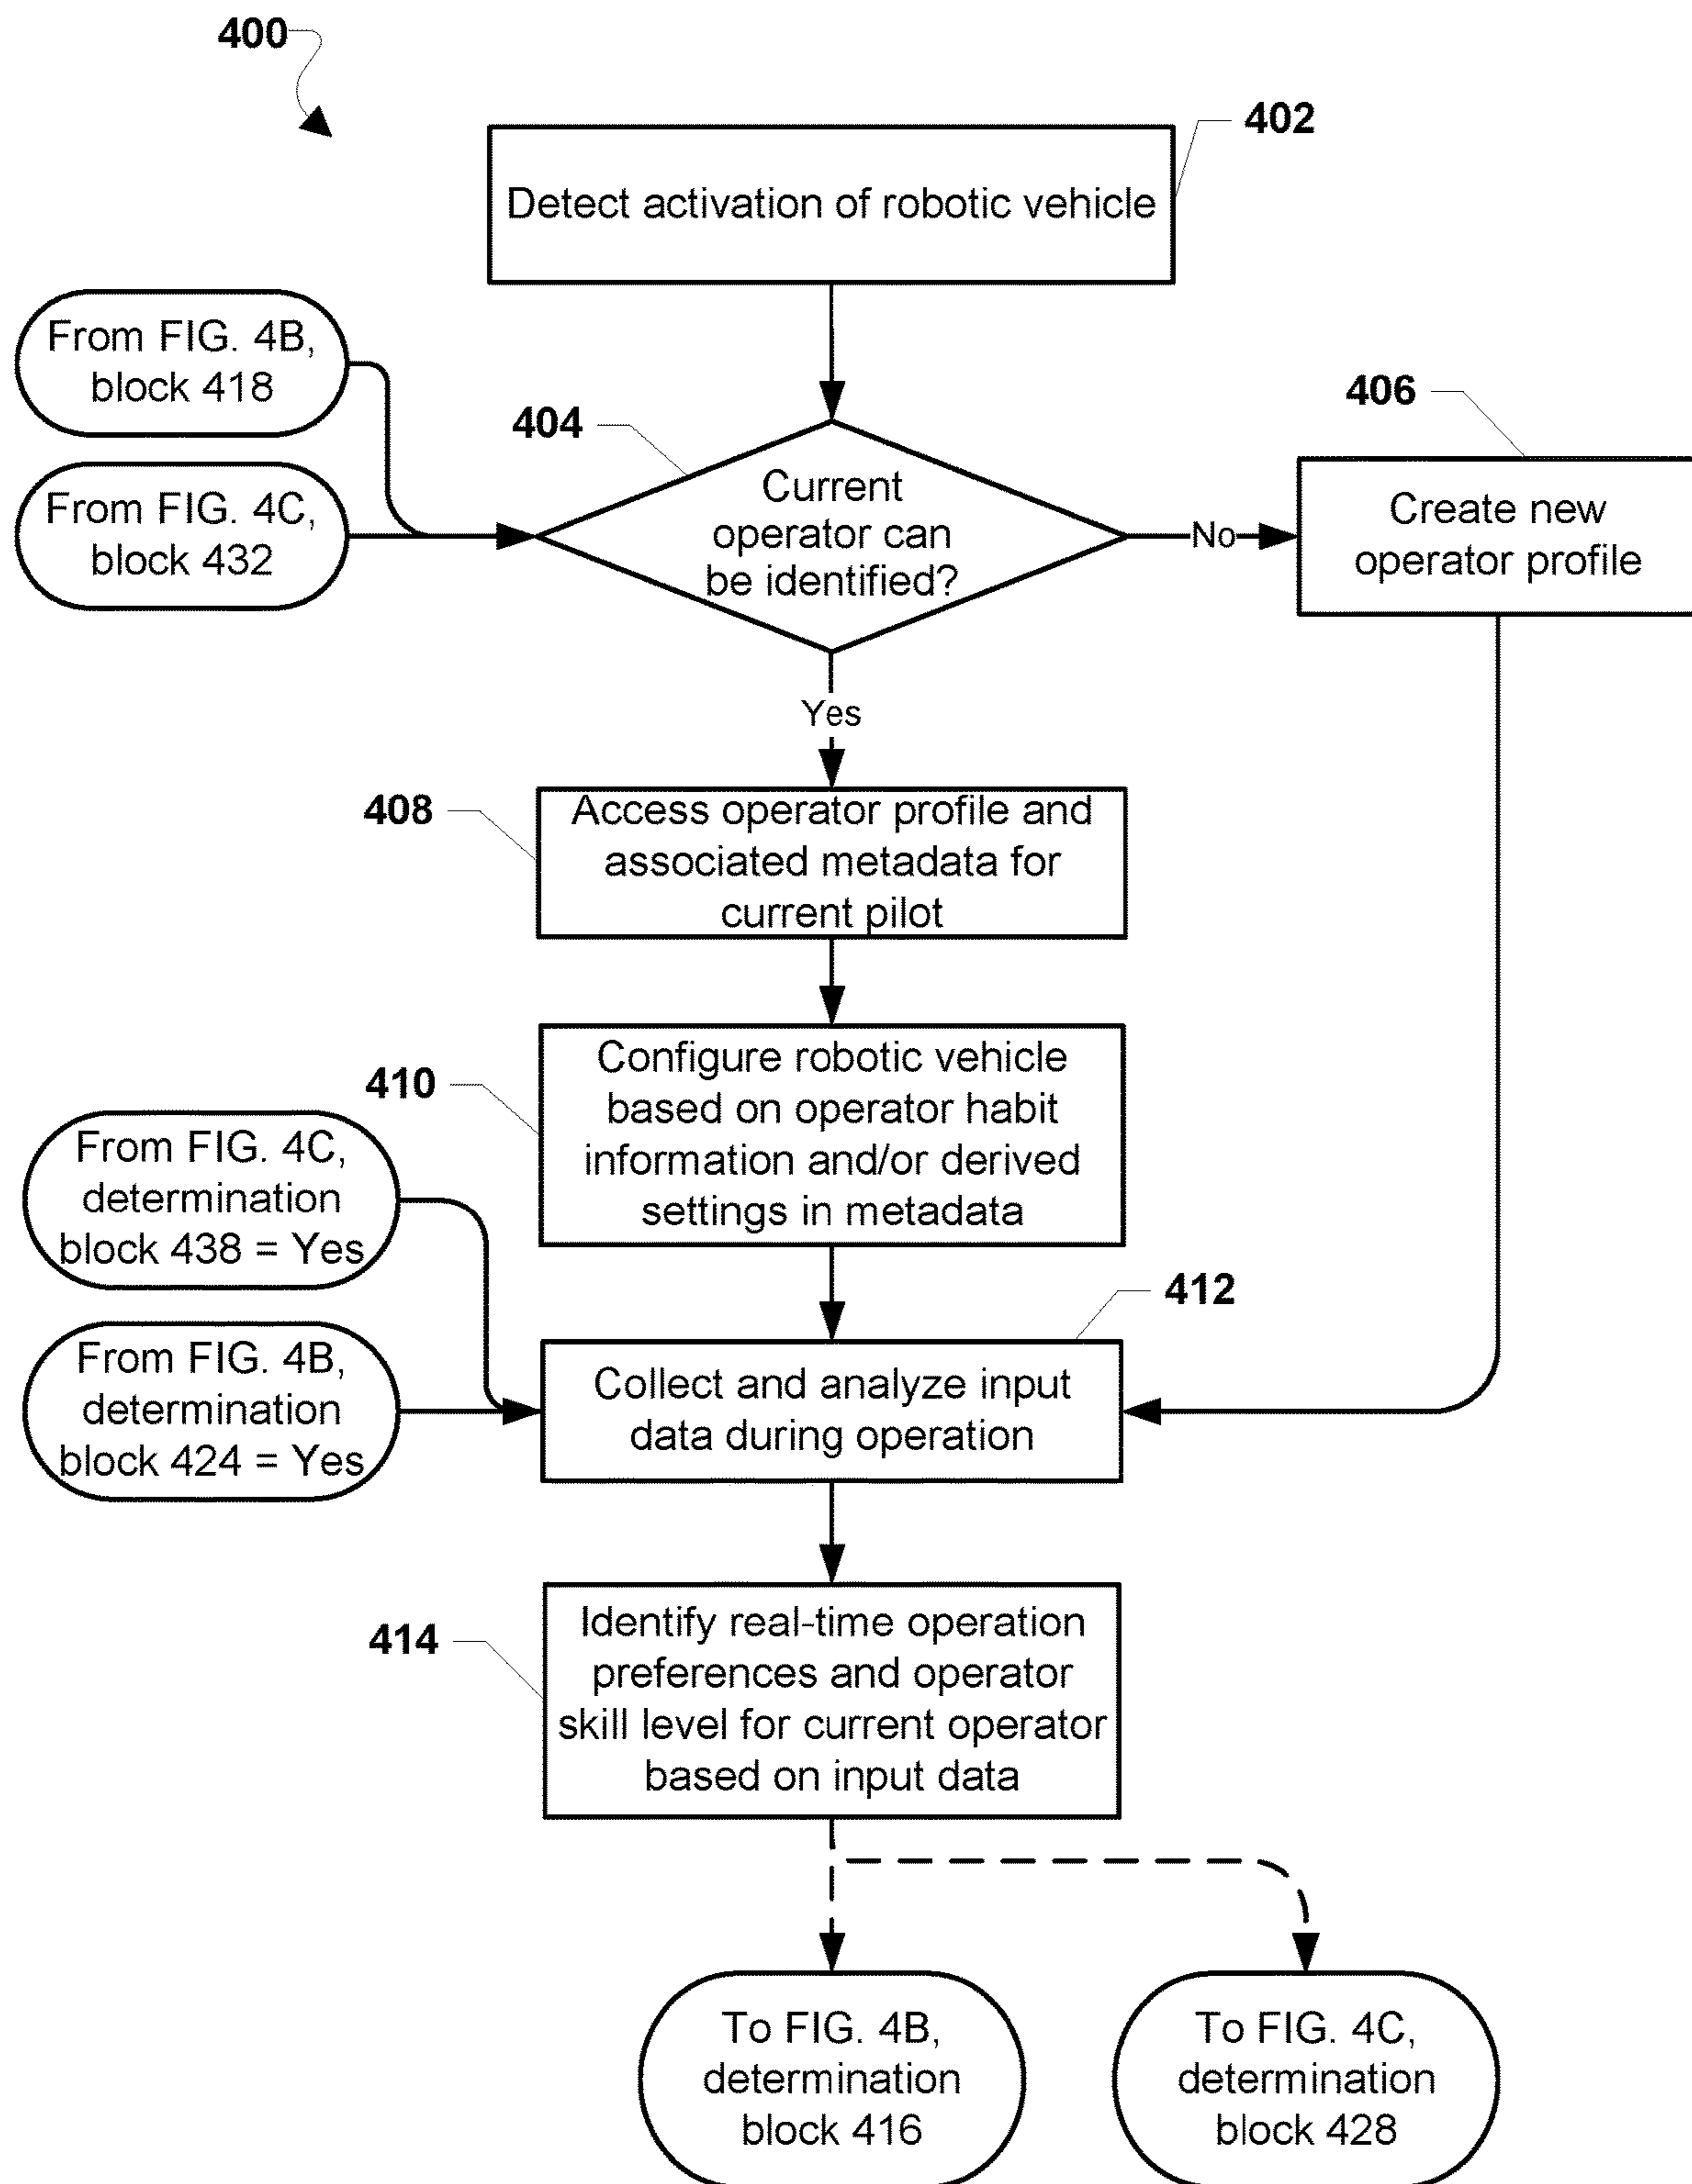 400
402
Detect activation of robotic vehicle
From FIG. 4B,
block 418
404
406
Current
operator can
be identified?
No
Create new
operator profile
From FIG. 4C,
block 432
Yes
408
Access operator profile and
associated metadata for
current pilot
410
Configure robotic vehicle
based on operator habit
information and/or derived
settings in metadata
From FIG. 4C,
determination
block 438 = Yes
412
From FIG. 4B,
determination
block 424 = Yes
Collect and analyze input
data during operation
414
Identify real-time operation
preferences and operator
skill level for current operator
based on input data
To FIG. 4B,
determination
block 416
To FIG. 4C,
determination
block 428